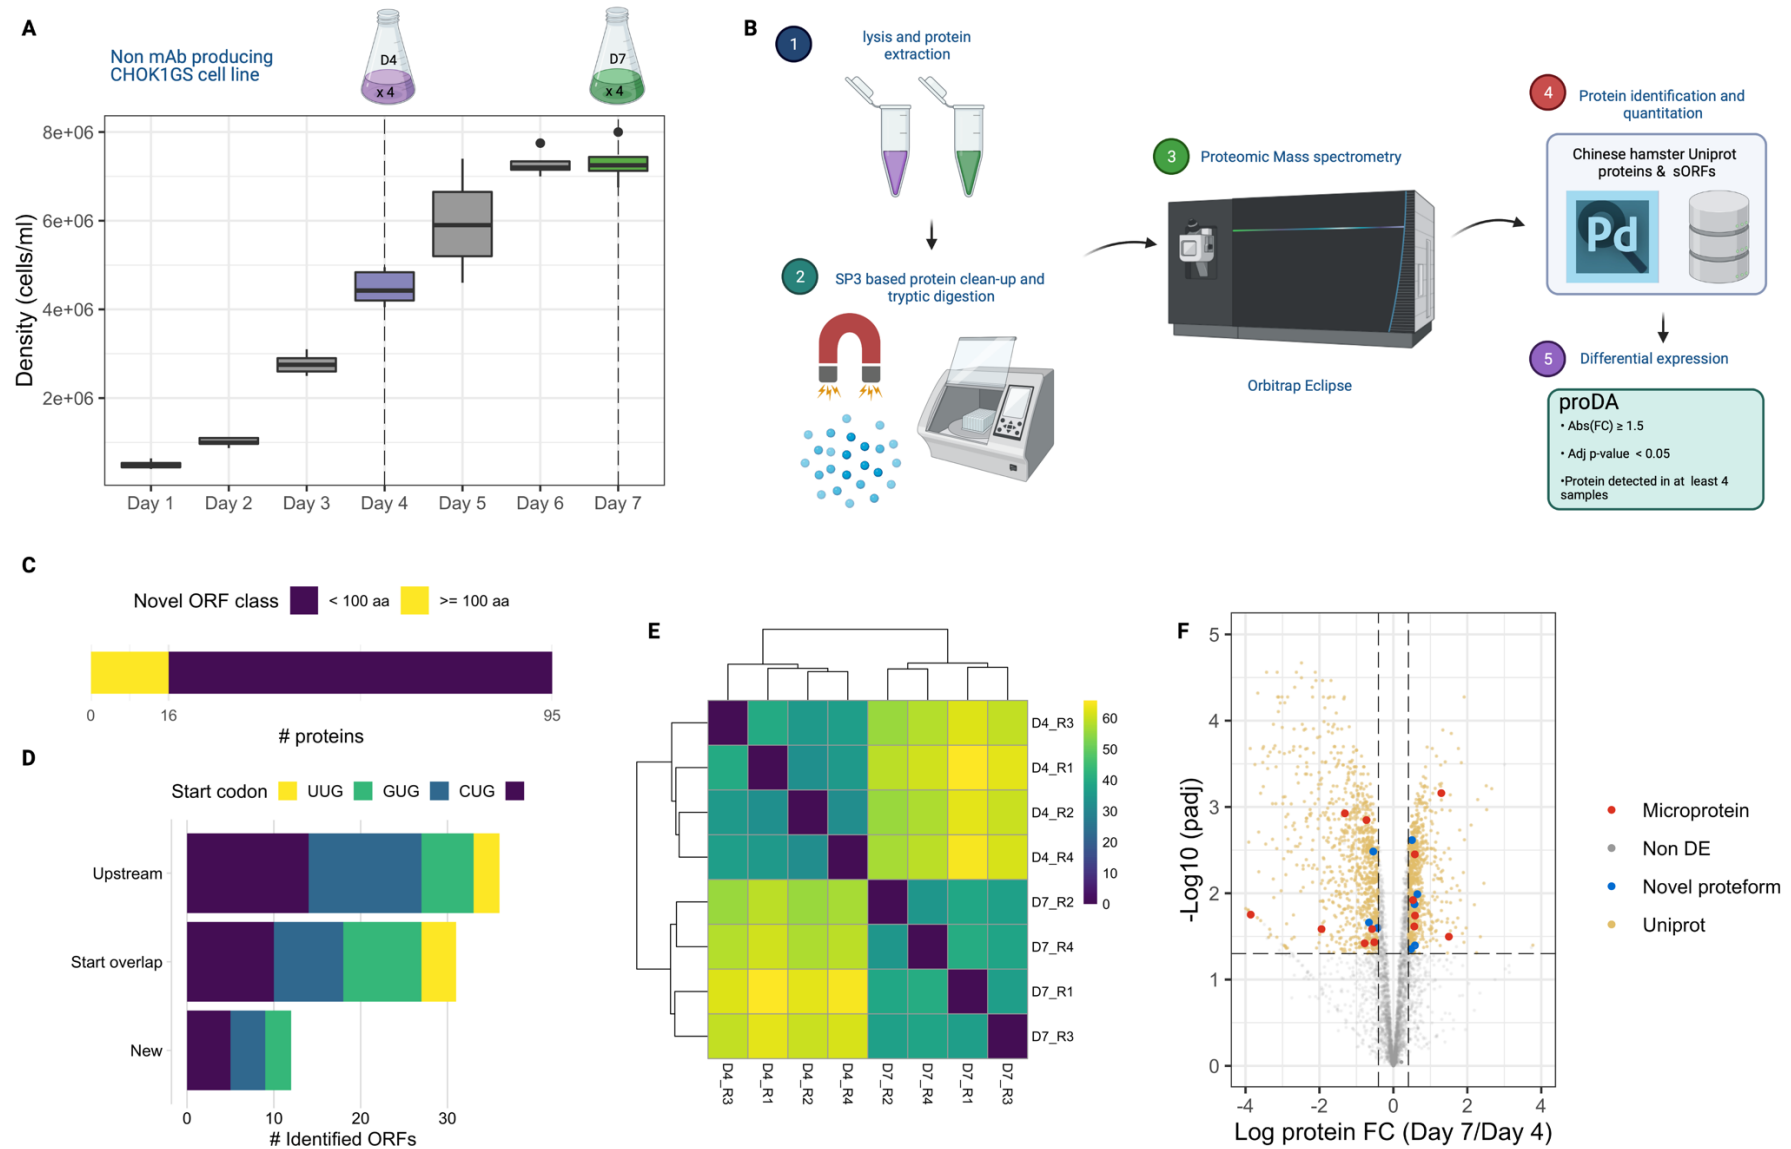 A
Non mAb producing
CHOK1GS cell line
D4
x 4
D7
x 4
Density (cells/ml)
8e+06
6e+06
4e+06
2e+06
Day 1
Day 2
Day 3
Day 4
Day 5
Day 6
Day 7
B
1
lysis and protein
extraction
2
SP3 based protein clean-up and
tryptic digestion
3
Proteomic Mass spectrometry
Orbitrap Eclipse
4
Protein identification and
quantitation
Chinese hamster Uniprot
proteins & sORFs
Pd
5
Differential expression
proDA
• Abs(FC) ≥ 1.5
• Adj p-value < 0.05
•Protein detected in at least 4
samples
C
Novel ORF class
< 100 aa
>= 100 aa
0
16
95
# proteins
D
Start codon
UUG
GUG
CUG
Upstream
Start overlap
New
0
10
20
30
# Identified ORFs
E
D4_R3
D4_R1
D4_R2
D4_R4
D7_R2
D7_R4
D7_R1
D7_R3
D4_R3
D4_R1
D4_R2
D4_R4
D7_R2
D7_R4
D7_R1
D7_R3
60
50
40
30
20
10
0
F
-Log10 (padj)
5
4
3
2
1
0
-4
-2
0
2
4
Log protein FC (Day 7/Day 4)
Microprotein
Non DE
Novel proteform
Uniprot